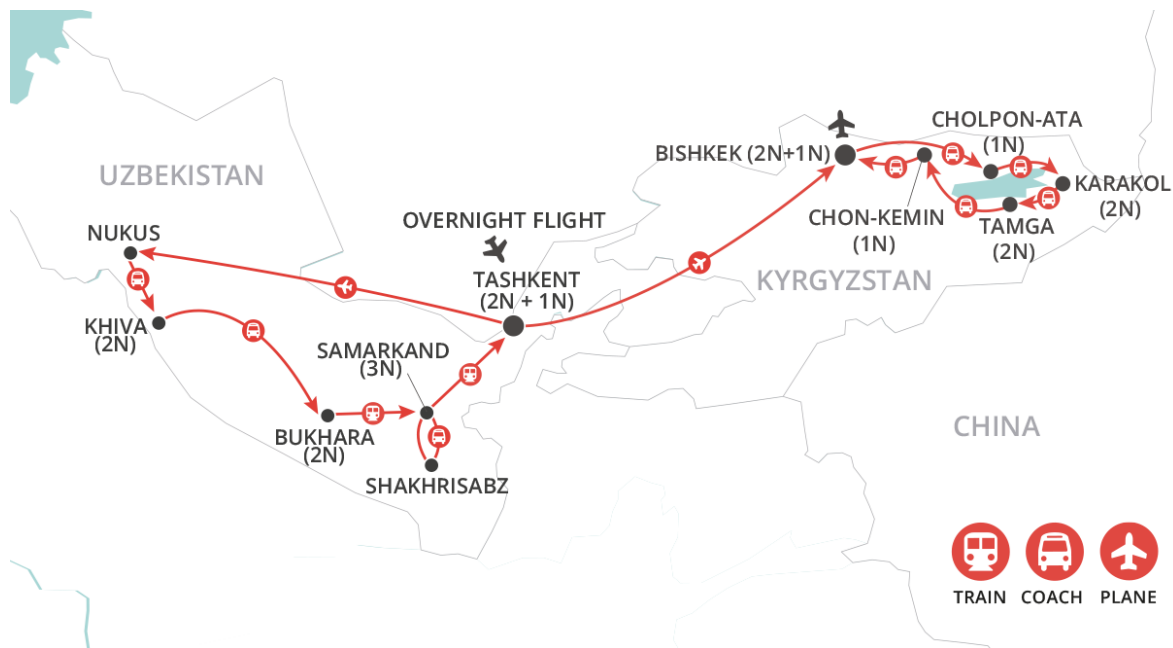 UZBEKISTAN
NUKUS
KHIVA
(2N)
BUKHARA
(2N)
SAMARKAND
(3N)
SHAKHRISABZ
OVERNIGHT FLIGHT
TASHKENT
(2N + 1N)
BISHKEK (2N+1N)
CHOLPON-ATA
(1N)
CHON-KEMIN
(1N)
KARAKOL
(2N)
TAMGA
(2N)
KYRGYZSTAN
CHINA
TRAIN
COACH
PLANE